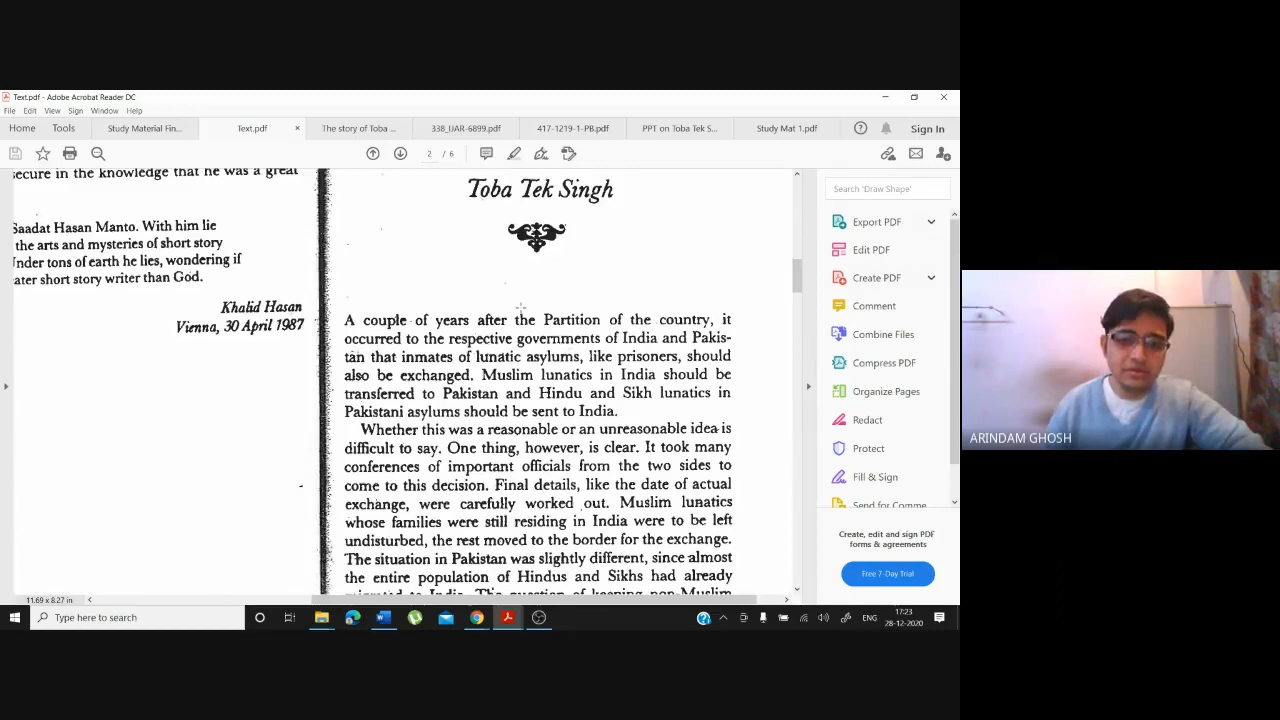 Text.pdf - Adobe Acrobat Reader DC
File Edit View Sign Window Help
Home Tools Study Material Fin... Text.pdf × The story of Toba ... 338_IJAR-6899.pdf 417-1219-1-PB.pdf PPT on Toba Tek S... Study Mat 1.pdf Sign In
2 / 6
secure in the knowledge that he was a great
Saadat Hasan Manto. With him lie
the arts and mysteries of short story
Under tons of earth he lies, wondering if
ater short story writer than God.
Khalid Hasan
Vienna, 30 April 1987
Toba Tek Singh
A couple of years after the Partition of the country, it
occurred to the respective governments of India and Pakis-
tan that inmates of lunatic asylums, like prisoners, should
also be exchanged. Muslim lunatics in India should be
transferred to Pakistan and Hindu and Sikh lunatics in
Pakistani asylums should be sent to India.
Whether this was a reasonable or an unreasonable idea is
difficult to say. One thing, however, is clear. It took many
conferences of important officials from the two sides to
come to this decision. Final details, like the date of actual
exchange, were carefully worked out. Muslim lunatics
whose families were still residing in India were to be left
undisturbed, the rest moved to the border for the exchange.
The situation in Pakistan was slightly different, since almost
the entire population of Hindus and Sikhs had already
migrated to India. The question of keeping non-Muslim
11.69 x 8.27 in
Search 'Draw Shape'
Export PDF
Edit PDF
Create PDF
Comment
Combine Files
Compress PDF
Organize Pages
Redact
Protect
Fill & Sign
Send for Comme
Create, edit and sign PDF
forms & agreements
Free 7-Day Trial
ARINDAM GHOSH
Type here to search
ENG
17:23
28-12-2020